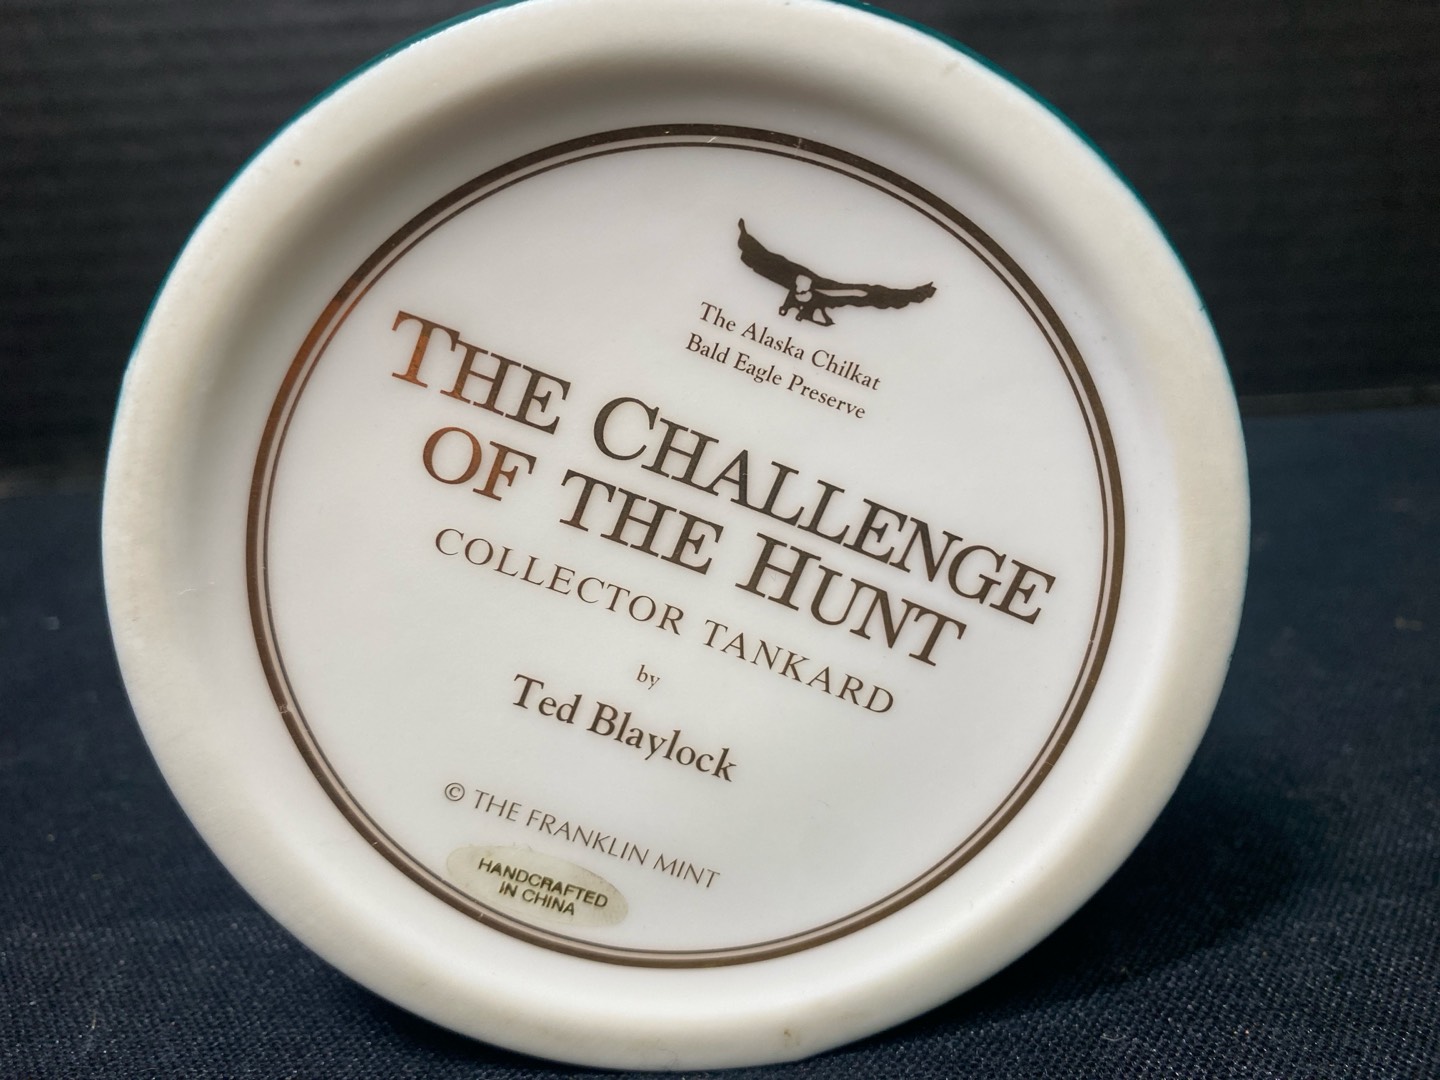 The Alaska Chilkat
Bald Eagle Preserve
THE CHALLENGE
OF THE HUNT
COLLECTOR TANKARD
by
Ted Blaylock
© THE FRANKLIN MINT
HANDCRAFTED
IN CHINA